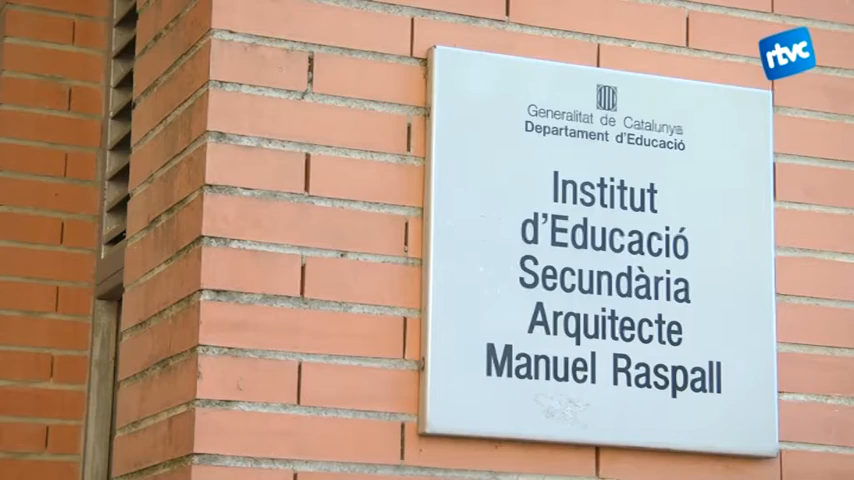 rtvc
Generalitat de Catalunya
Departament d'Educació
Institut
d'Educació
Secundària
Arquitecte
Manuel Raspall